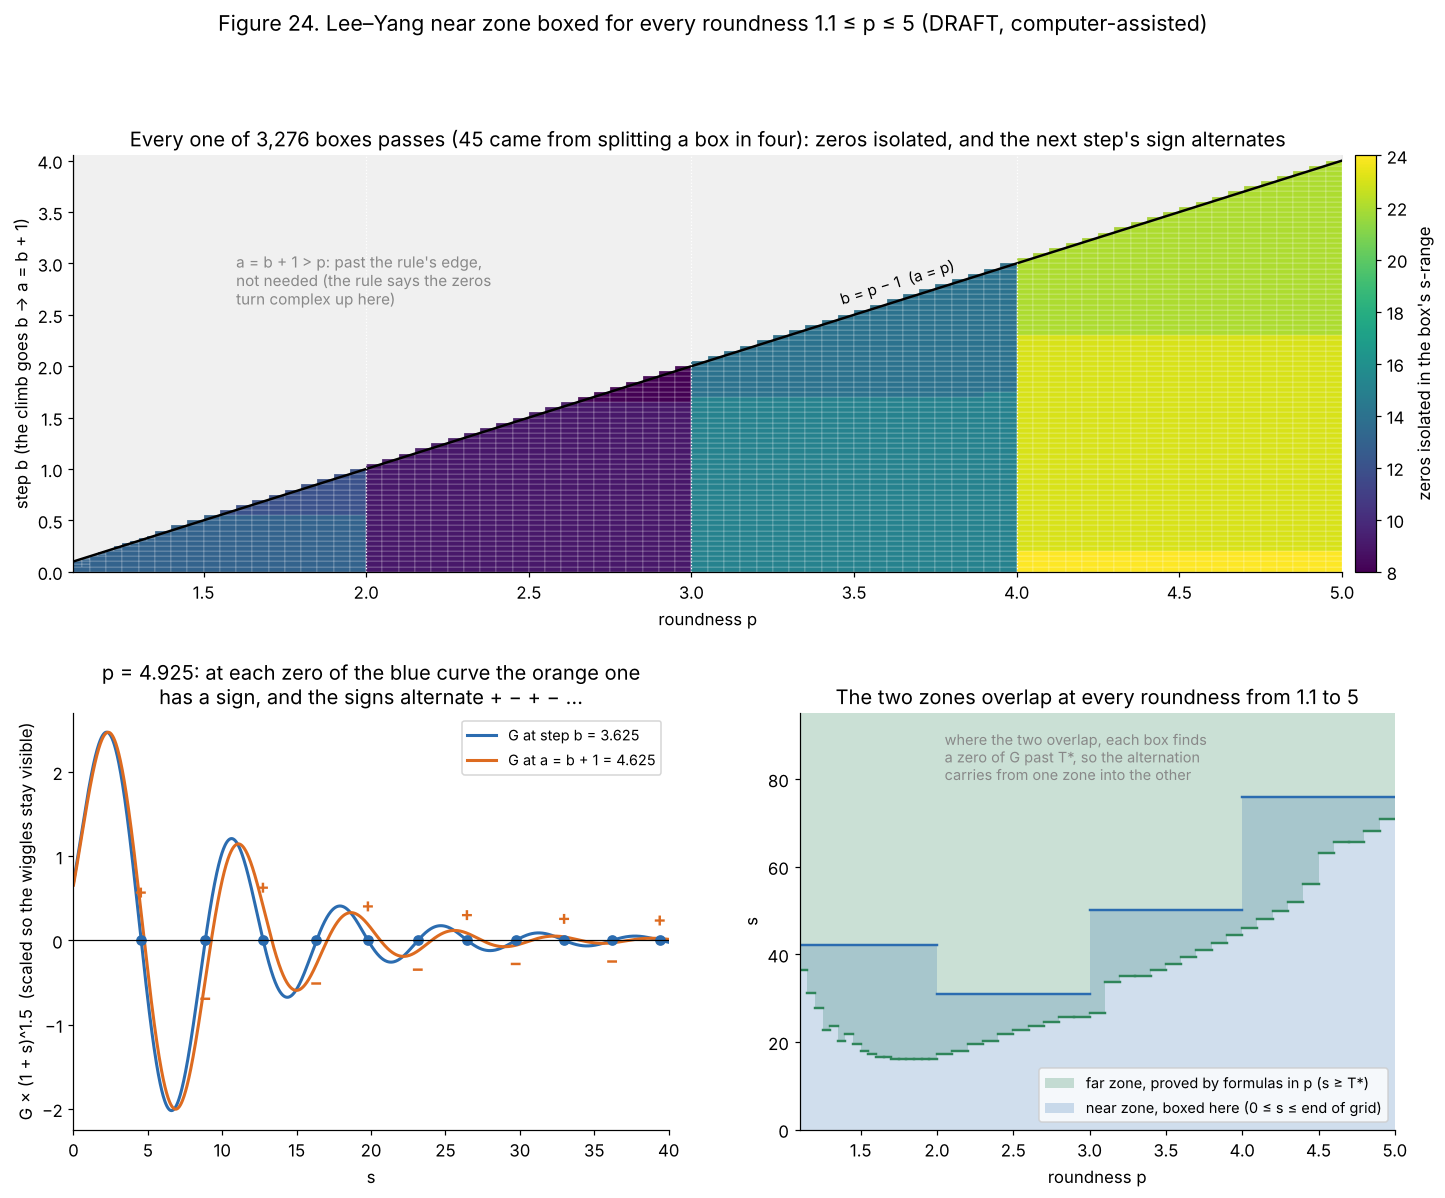 Figure 24. Lee–Yang near zone boxed for every roundness 1.1 ≤ p ≤ 5 (DRAFT, computer-assisted)
Every one of 3,276 boxes passes (45 came from splitting a box in four): zeros isolated, and the next step's sign alternates
step b (the climb goes b → a = b + 1)
4.0
3.5
3.0
2.5
2.0
1.5
1.0
0.5
0.0
a = b + 1 > p: past the rule's edge,
not needed (the rule says the zeros
turn complex up here)
b = p − 1 (a = p)
1.5
2.0
2.5
3.0
3.5
4.0
4.5
5.0
roundness p
24
22
20
18
16
14
12
10
8
zeros isolated in the box's s-range
p = 4.925: at each zero of the blue curve the orange one
has a sign, and the signs alternate + − + − ...
G × (1 + s)^1.5 (scaled so the wiggles stay visible)
2
1
0
−1
−2
G at step b = 3.625
G at a = b + 1 = 4.625
+
−
+
−
+
−
+
−
+
−
+
0
5
10
15
20
25
30
35
40
s
The two zones overlap at every roundness from 1.1 to 5
s
80
60
40
20
0
where the two overlap, each box finds
a zero of G past T*, so the alternation
carries from one zone into the other
far zone, proved by formulas in p (s ≥ T*)
near zone, boxed here (0 ≤ s ≤ end of grid)
1.5
2.0
2.5
3.0
3.5
4.0
4.5
5.0
roundness p